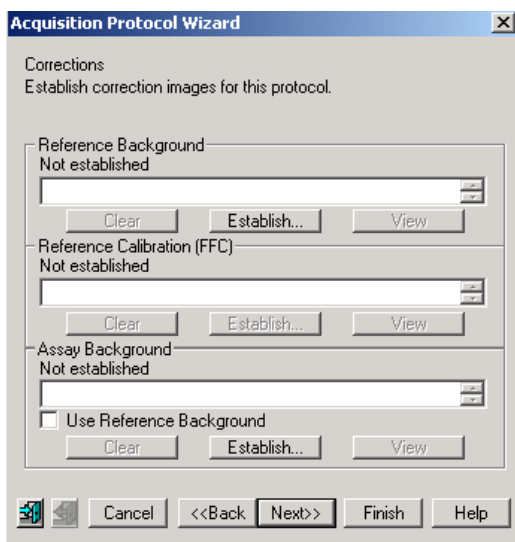 Acquisition Protocol Wizard
Corrections
Establish correction images for this protocol.
Reference Background
Not established
Clear Establish... View
Reference Calibration (FFC)
Not established
Clear Establish... View
Assay Background
Not established
Use Reference Background
Clear Establish... View
Cancel <<Back Next>> Finish Help